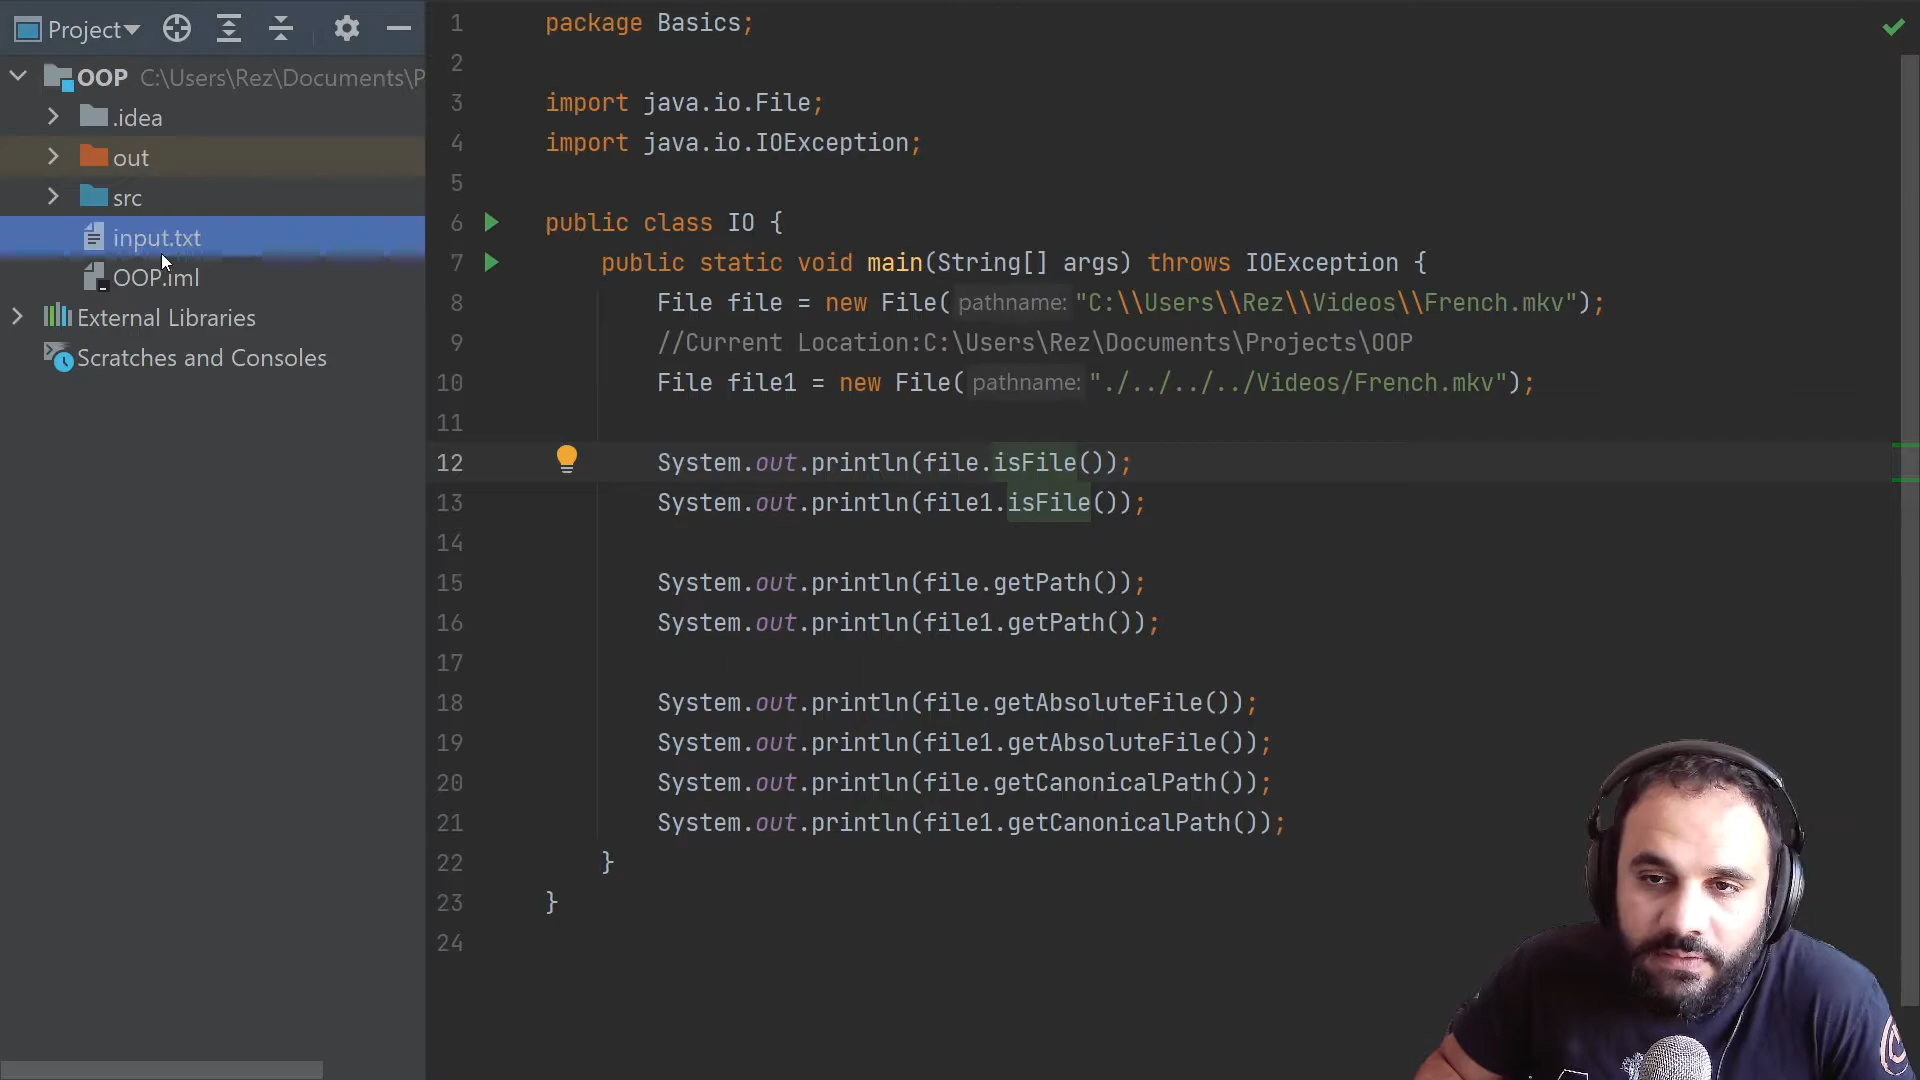 Project
OOP C:\Users\Rez\Documents\P
.idea
out
src
input.txt
OOP.iml
External Libraries
Scratches and Consoles
1 package Basics;
2
3 import java.io.File;
4 import java.io.IOException;
5
6 public class IO {
7 public static void main(String[] args) throws IOException {
8 File file = new File( pathname: "C:\\Users\\Rez\\Videos\\French.mkv");
9 //Current Location:C:\Users\Rez\Documents\Projects\OOP
10 File file1 = new File( pathname: "./../../../Videos/French.mkv");
11
12 System.out.println(file.isFile());
13 System.out.println(file1.isFile());
14
15 System.out.println(file.getPath());
16 System.out.println(file1.getPath());
17
18 System.out.println(file.getAbsoluteFile());
19 System.out.println(file1.getAbsoluteFile());
20 System.out.println(file.getCanonicalPath());
21 System.out.println(file1.getCanonicalPath());
22 }
23 }
24